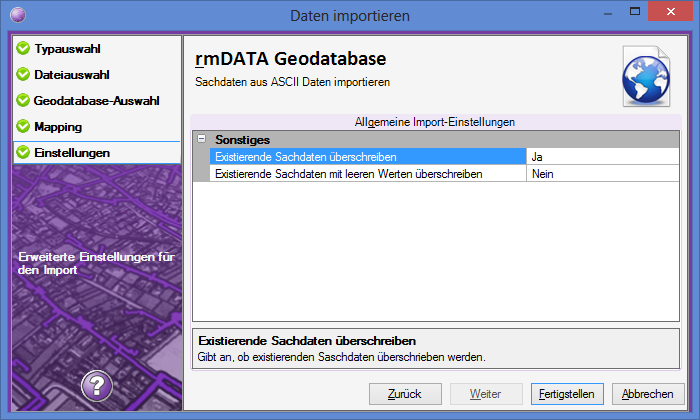 Daten importieren
Typauswahl
Dateiauswahl
Geodatabase-Auswahl
Mapping
Einstellungen
Erweiterte Einstellungen für
den Import
?
rmDATA Geodatabase
Sachdaten aus ASCII Daten importieren
Allgemeine Import-Einstellungen
Sonstiges
Existierende Sachdaten überschreiben Ja
Existierende Sachdaten mit leeren Werten überschreiben Nein
Existierende Sachdaten überschreiben
Gibt an, ob existierenden Saschdaten überschrieben werden.
Zurück Weiter Fertigstellen Abbrechen